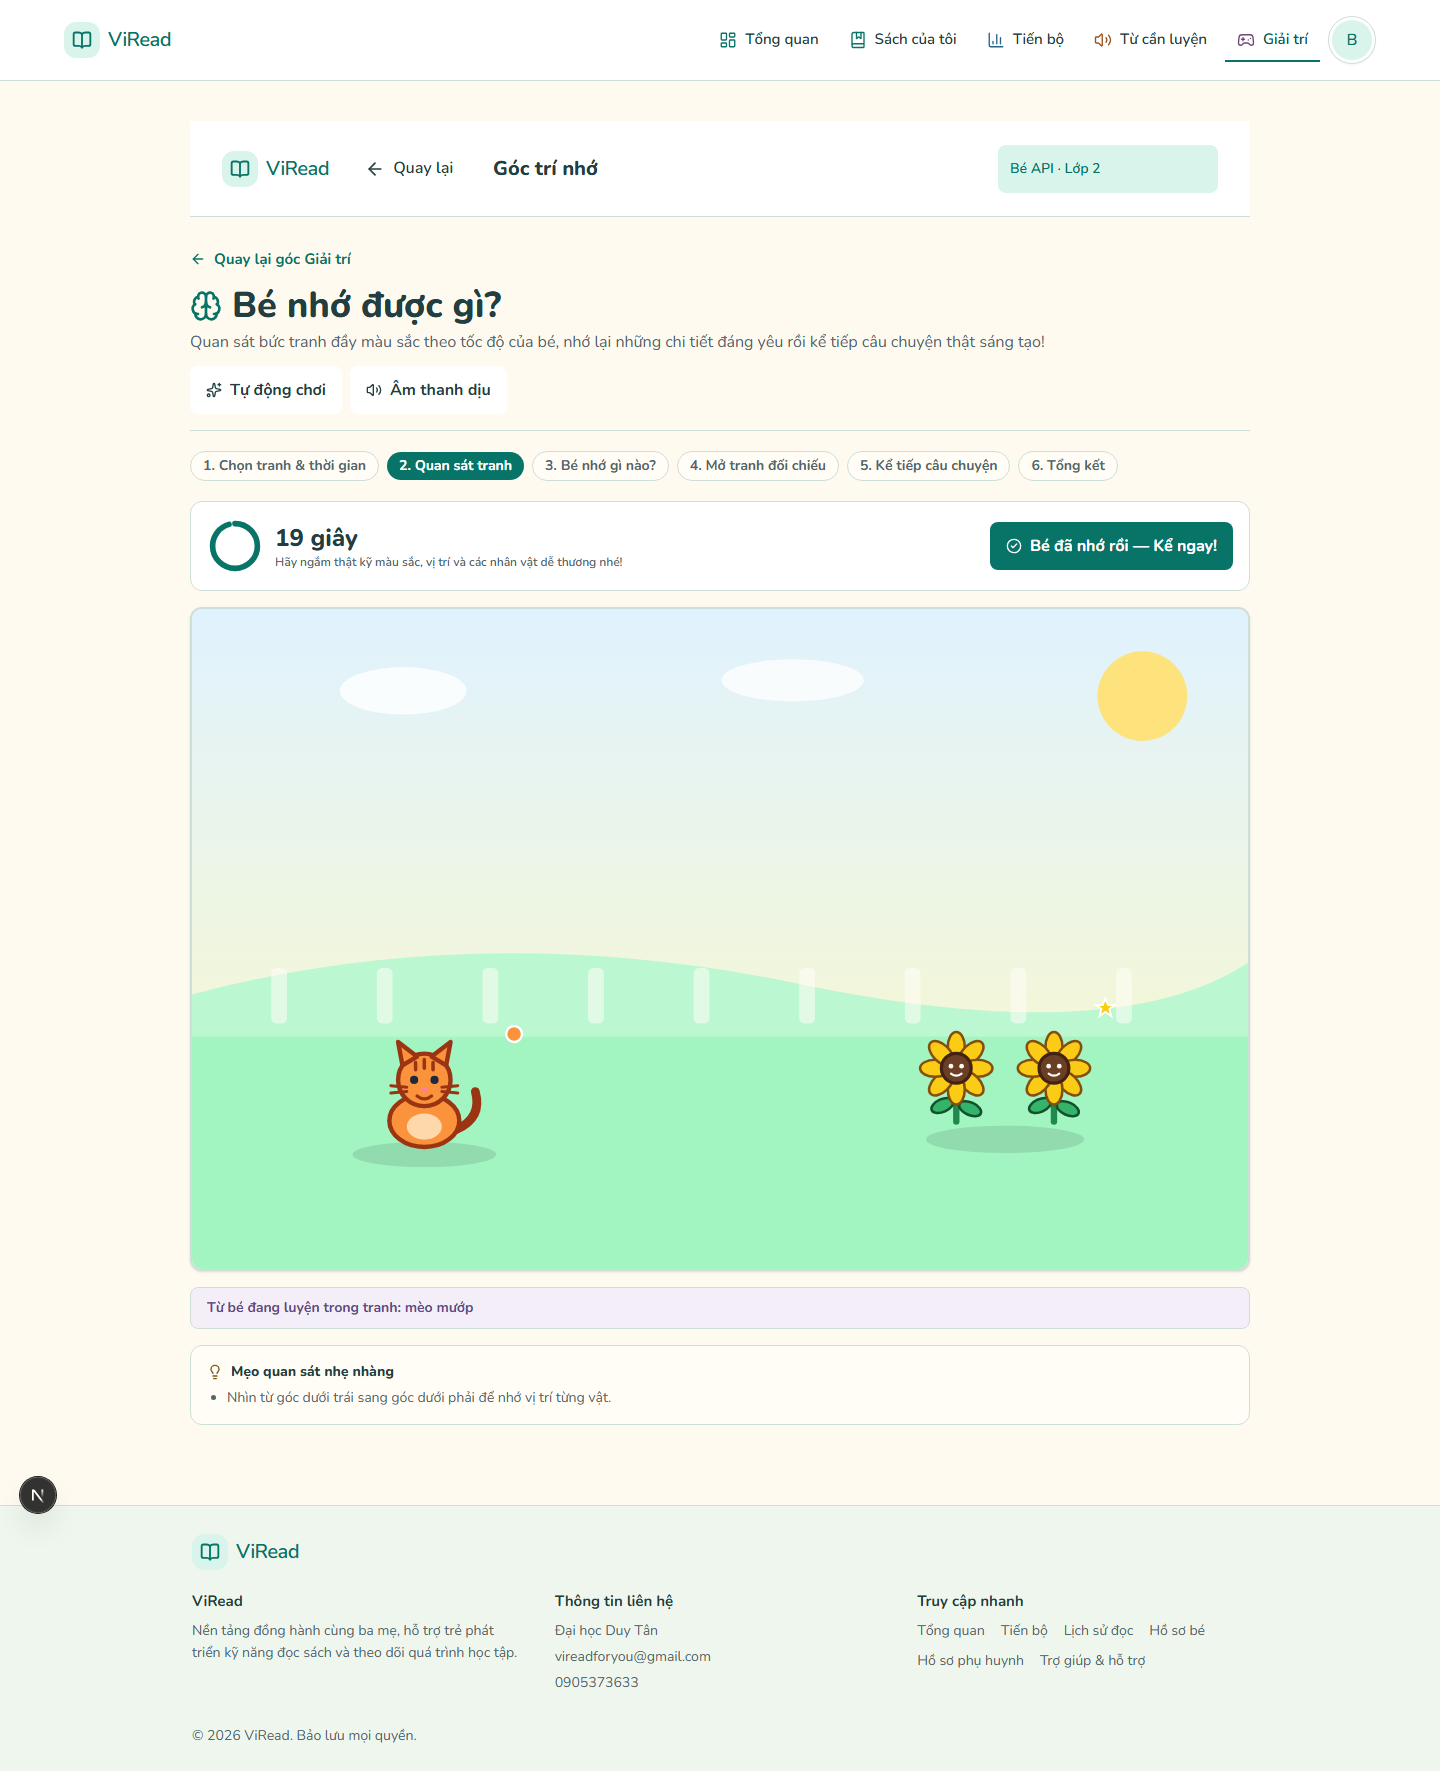 ViRead
Tổng quan
Sách của tôi
Tiến bộ
Từ cần luyện
Giải trí
B
ViRead
Quay lại
Góc trí nhớ
Bé API · Lớp 2
Quay lại góc Giải trí
Bé nhớ được gì?
Quan sát bức tranh đầy màu sắc theo tốc độ của bé, nhớ lại những chi tiết đáng yêu rồi kể tiếp câu chuyện thật sáng tạo!
Tự động chơi
Âm thanh dịu
1. Chọn tranh & thời gian
2. Quan sát tranh
3. Bé nhớ gì nào?
4. Mở tranh đối chiếu
5. Kể tiếp câu chuyện
6. Tổng kết
19 giây
Hãy ngắm thật kỹ màu sắc, vị trí và các nhân vật dễ thương nhé!
Bé đã nhớ rồi — Kể ngay!
Từ bé đang luyện trong tranh: mèo mướp
Mẹo quan sát nhẹ nhàng
Nhìn từ góc dưới trái sang góc dưới phải để nhớ vị trí từng vật.
N
ViRead
ViRead
Nền tảng đồng hành cùng ba mẹ, hỗ trợ trẻ phát
triển kỹ năng đọc sách và theo dõi quá trình học tập.
Thông tin liên hệ
Đại học Duy Tân
vireadforyou@gmail.com
0905373633
Truy cập nhanh
Tổng quan
Tiến bộ
Lịch sử đọc
Hồ sơ bé
Hồ sơ phụ huynh
Trợ giúp & hỗ trợ
© 2026 ViRead. Bảo lưu mọi quyền.